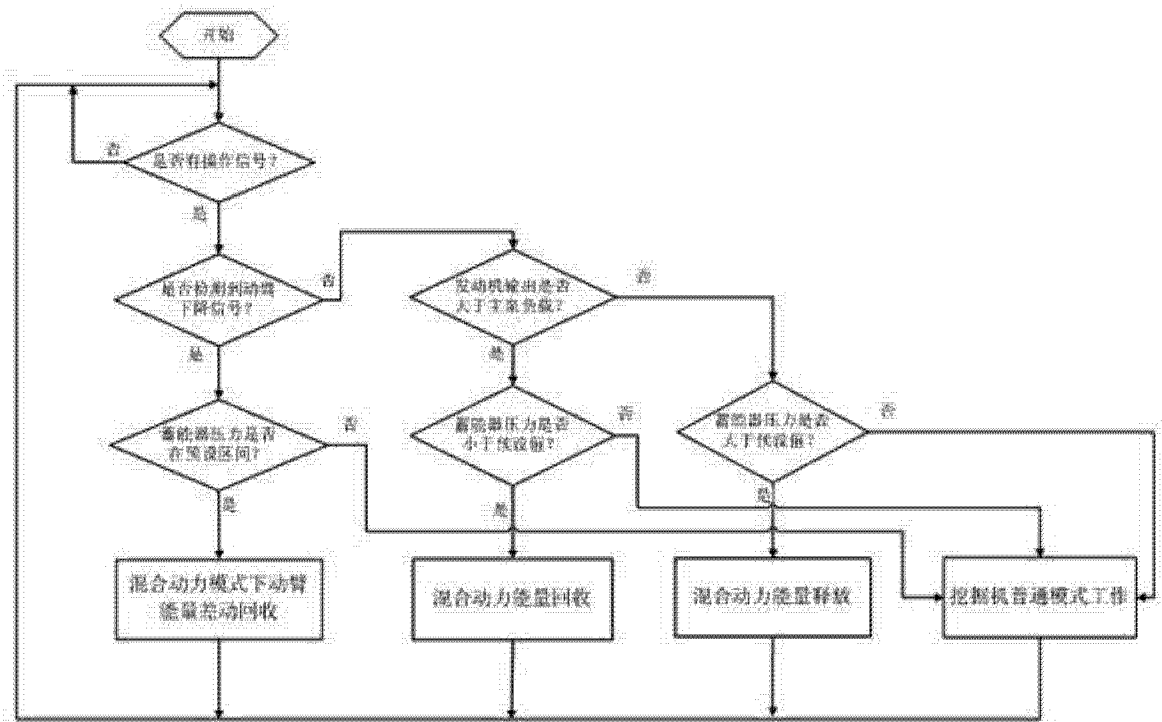 开始
是否有操作信号?
否
是
是否检测到动臂
下降信号?
否
是
发动机输出是否
大于主泵负载?
否
是
蓄能器压力是否
在预设区间?
否
是
蓄能器压力是否
小于预设值?
否
是
蓄能器压力是否
大于预设值?
否
是
混合动力模式下动臂
能量差动回收
混合动力能量回收
混合动力能量释放
挖掘机普通模式工作